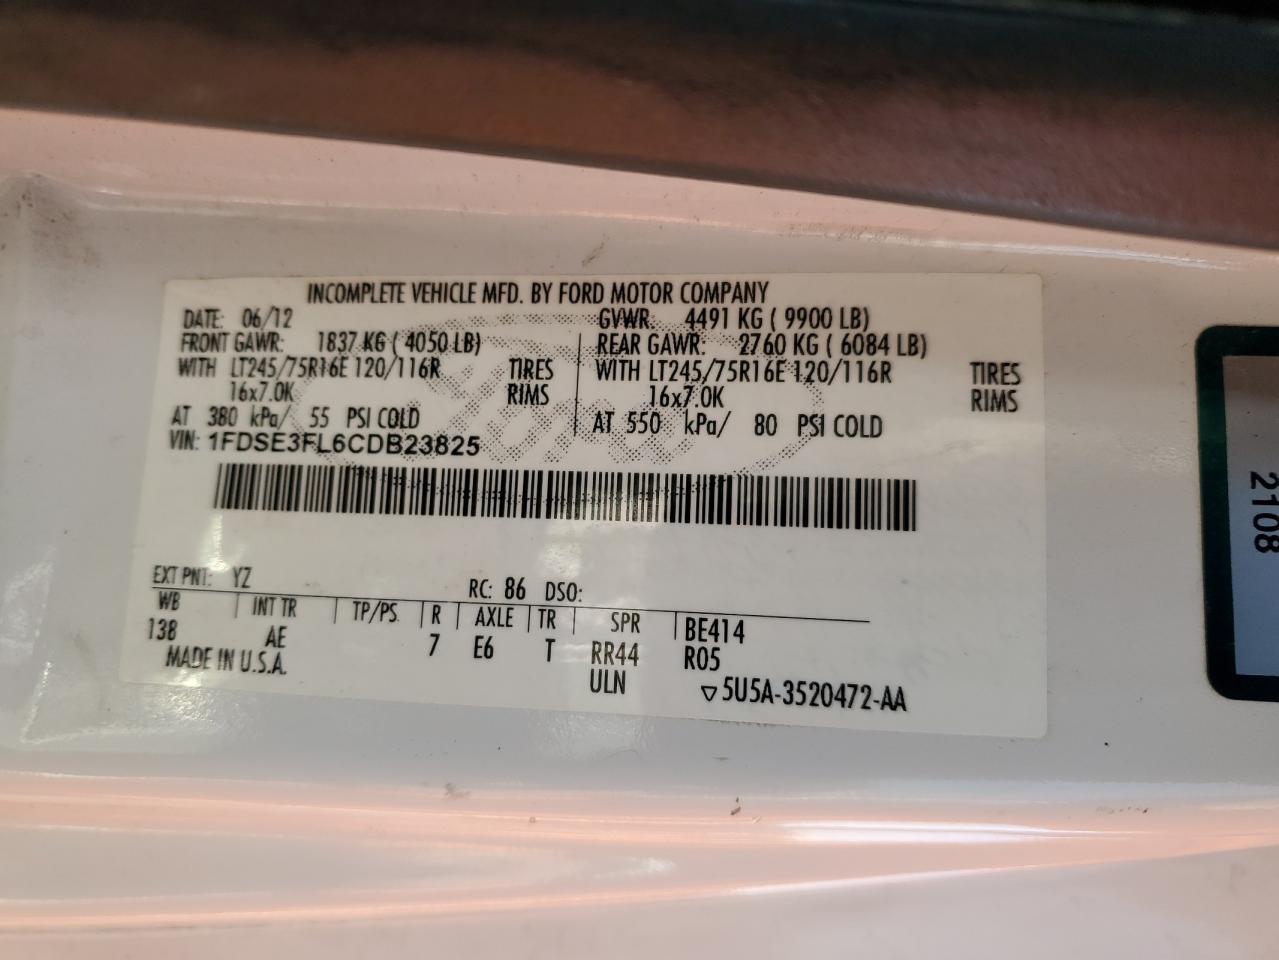 INCOMPLETE VEHICLE MFD. BY FORD MOTOR COMPANY
DATE: 06/12 GVWR: 4491 KG ( 9900 LB)
FRONT GAWR: 1837 KG ( 4050 LB) REAR GAWR: 2760 KG ( 6084 LB)
WITH LT245/75R16E 120/116R TIRES WITH LT245/75R16E 120/116R TIRES
16x7.0K RIMS 16x7.0K RIMS
AT 380 kPa/ 55 PSI COLD AT 550 kPa/ 80 PSI COLD
VIN: 1FDSE3FL6CDB23825
EXT PNT: YZ RC: 86 DSO:
WB | INT TR | TP/PS | R | AXLE | TR | SPR | BE414
138 AE 7 E6 T RR44 R05
MADE IN U.S.A. ULN ▽5U5A-3520472-AA
2108